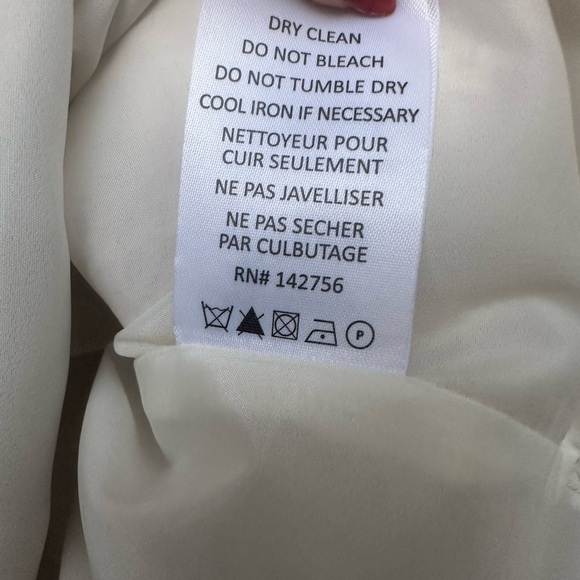 DRY CLEAN
DO NOT BLEACH
DO NOT TUMBLE DRY
COOL IRON IF NECESSARY
NETTOYEUR POUR
CUIR SEULEMENT
NE PAS JAVELLISER
NE PAS SECHER
PAR CULBUTAGE
RN# 142756
P